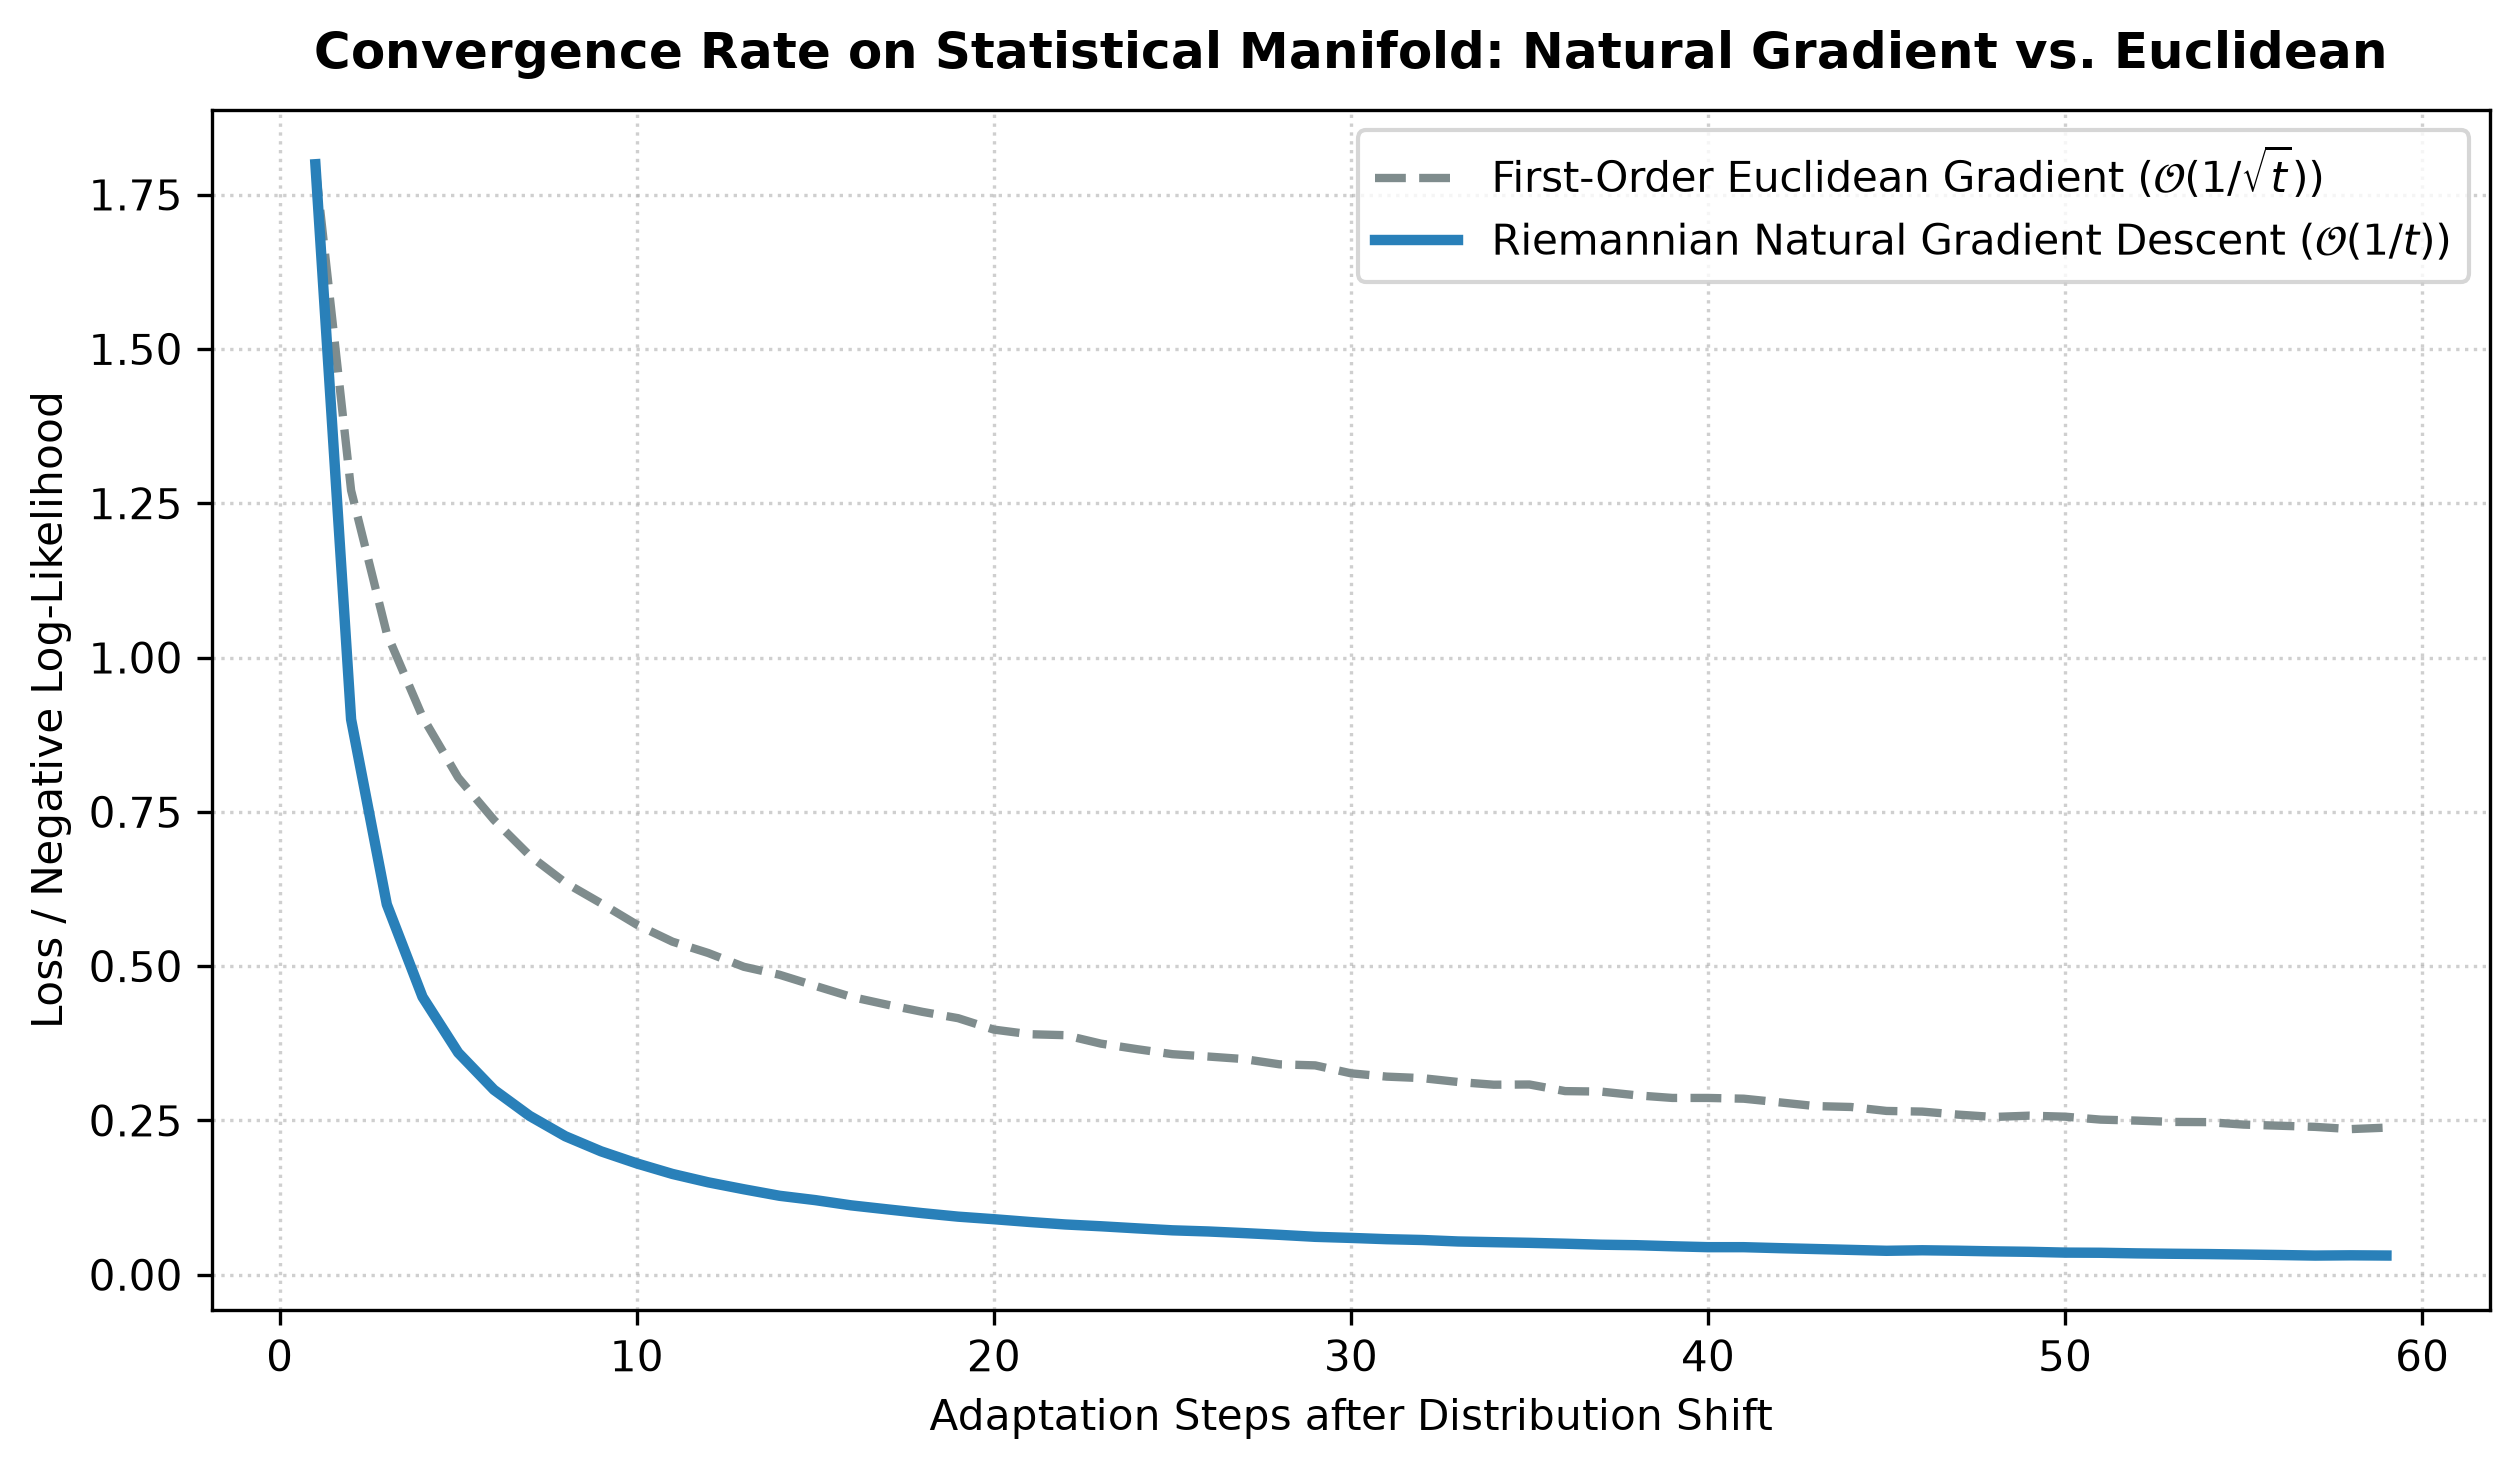 Convergence Rate on Statistical Manifold: Natural Gradient vs. Euclidean
First-Order Euclidean Gradient (𝒪(1/√t))
Riemannian Natural Gradient Descent (𝒪(1/t))
Loss / Negative Log-Likelihood
1.75
1.50
1.25
1.00
0.75
0.50
0.25
0.00
0 10 20 30 40 50 60
Adaptation Steps after Distribution Shift